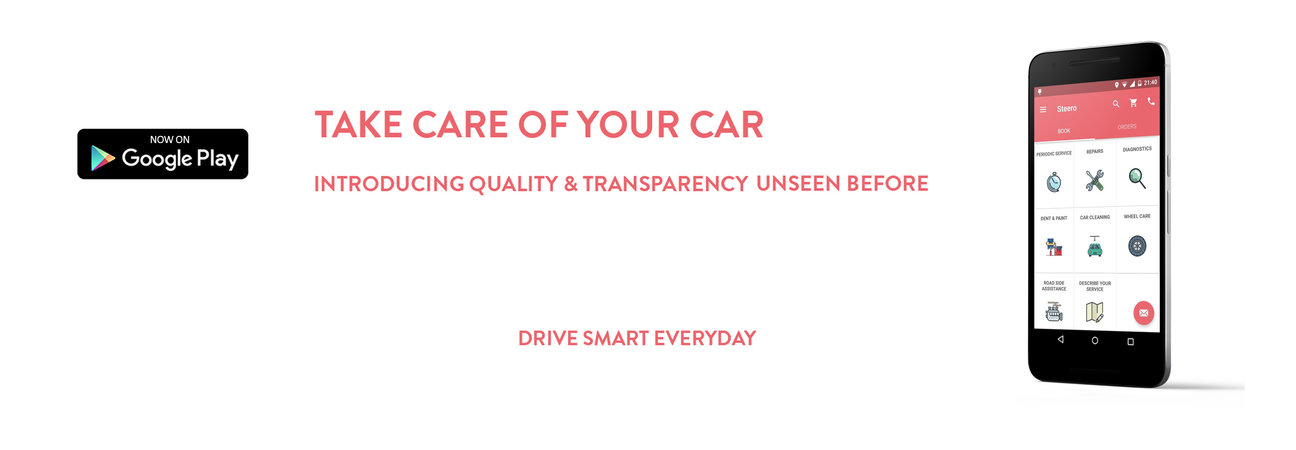 NOW ON
Google Play
TAKE CARE OF YOUR CAR
INTRODUCING QUALITY & TRANSPARENCY UNSEEN BEFORE
DRIVE SMART EVERYDAY
21:40
Steero
BOOK ORDERS
PERIODIC SERVICE REPAIRS DIAGNOSTICS
DENT & PAINT CAR CLEANING WHEEL CARE
ROAD SIDE ASSISTANCE
DESCRIBE YOUR SERVICE